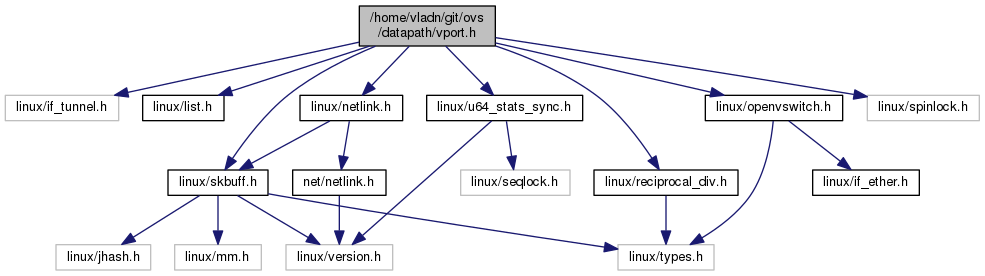 /home/vladn/git/ovs
/datapath/vport.h
linux/if_tunnel.h
linux/list.h
linux/netlink.h
linux/u64_stats_sync.h
linux/openvswitch.h
linux/spinlock.h
linux/skbuff.h
net/netlink.h
linux/seqlock.h
linux/reciprocal_div.h
linux/if_ether.h
linux/jhash.h
linux/mm.h
linux/version.h
linux/types.h